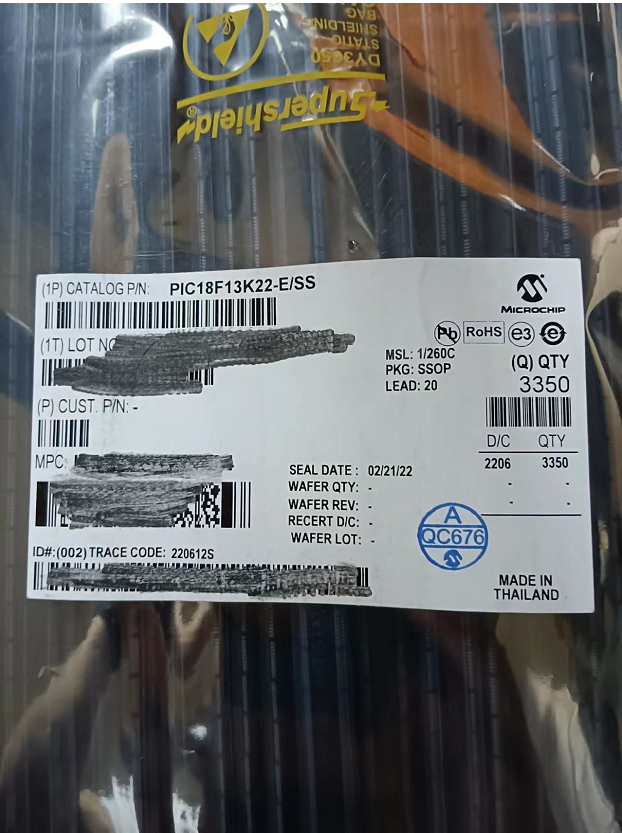 DY3650
STATIC
SHIELDING
BAG
Supershield®
(1P) CATALOG P/N: PIC18F13K22-E/SS
MICROCHIP
(1T) LOT NO
Pb RoHS e3 e
MSL: 1/260C
PKG: SSOP
LEAD: 20
(Q) QTY
3350
(P) CUST. P/N: -
D/C QTY
2206 3350
- -
- -
MPC:
SEAL DATE : 02/21/22
WAFER QTY: -
WAFER REV: -
RECERT D/C: -
WAFER LOT: -
A
QC676
ID#:(002) TRACE CODE: 220612S
MADE IN
THAILAND